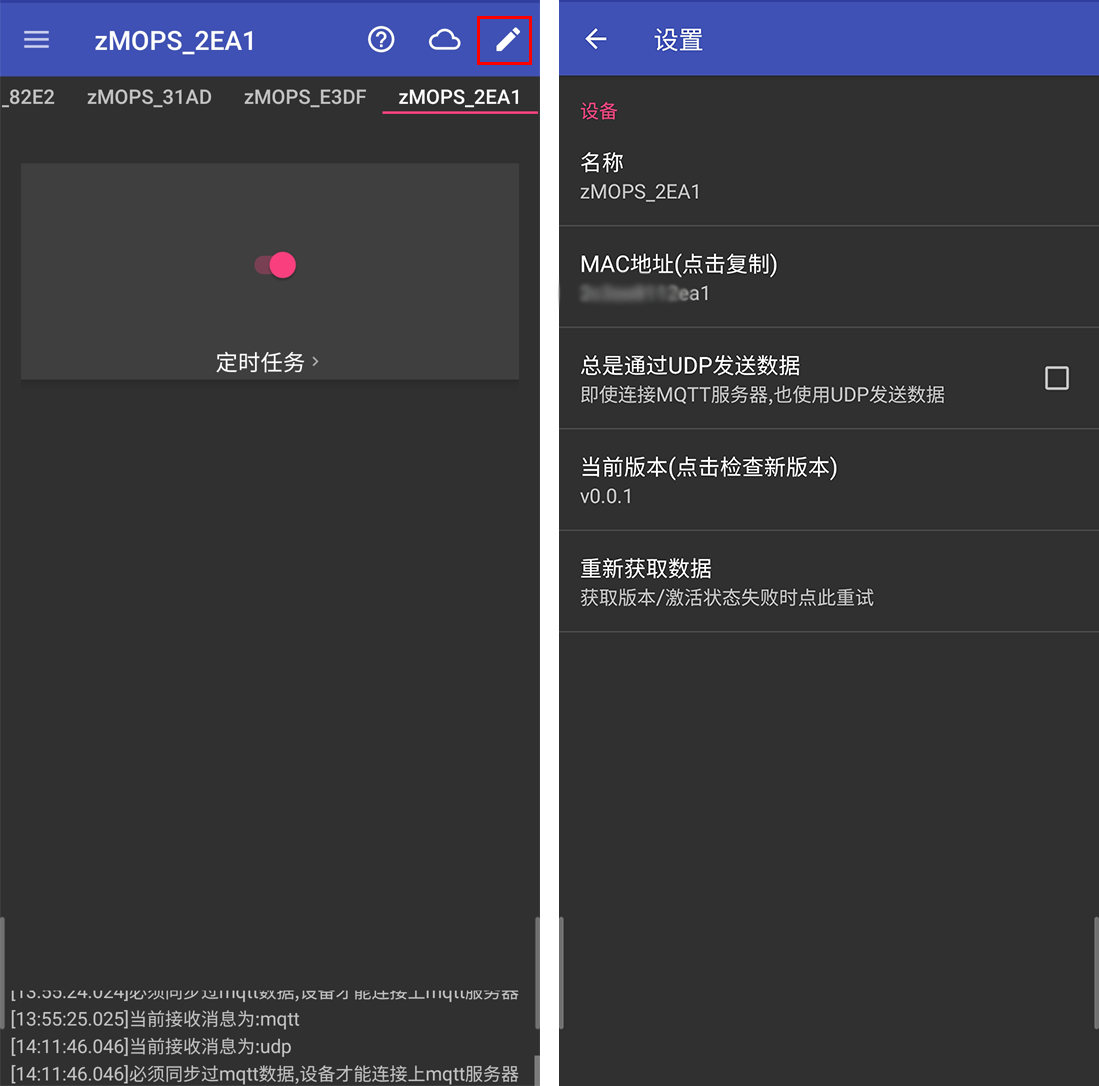 zMOPS_2EA1
_82E2 zMOPS_31AD zMOPS_E3DF zMOPS_2EA1
定时任务
[13:55:24.024]必须同步过mqtt数据,设备才能连接上mqtt服务器
[13:55:25.025]当前接收消息为:mqtt
[14:11:46.046]当前接收消息为:udp
[14:11:46.046]必须同步过mqtt数据,设备才能连接上mqtt服务器
设置
设备
名称
zMOPS_2EA1
MAC地址(点击复制)
ea1
总是通过UDP发送数据
即使连接MQTT服务器,也使用UDP发送数据
当前版本(点击检查新版本)
v0.0.1
重新获取数据
获取版本/激活状态失败时点此重试